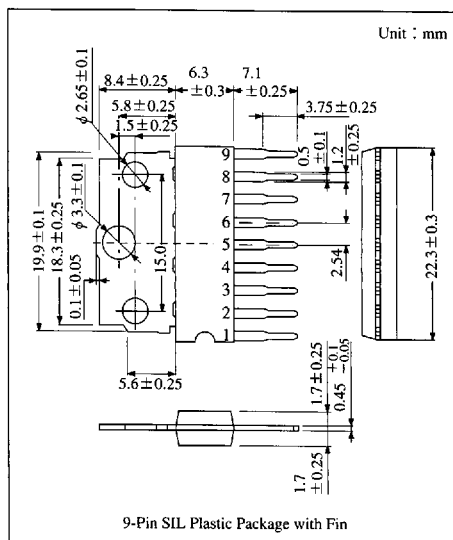 Unit : mm
6.3
± 0.3
7.1
± 0.25
8.4 ± 0.25
5.8 ± 0.25
1.5 ± 0.25
φ 2.65 ± 0.1
φ 3.3 ± 0.1
3.75 ± 0.25
0.5
± 0.1
1.2
± 0.25
9
8
7
6
5
4
3
2
1
19.9 ± 0.1
18.3 ± 0.25
0.1 ± 0.05
15.0
2.54
22.3 ± 0.3
5.6 ± 0.25
1.7 ± 0.25
0.45 +0.1 −0.05
1.7
± 0.25
9-Pin SIL Plastic Package with Fin